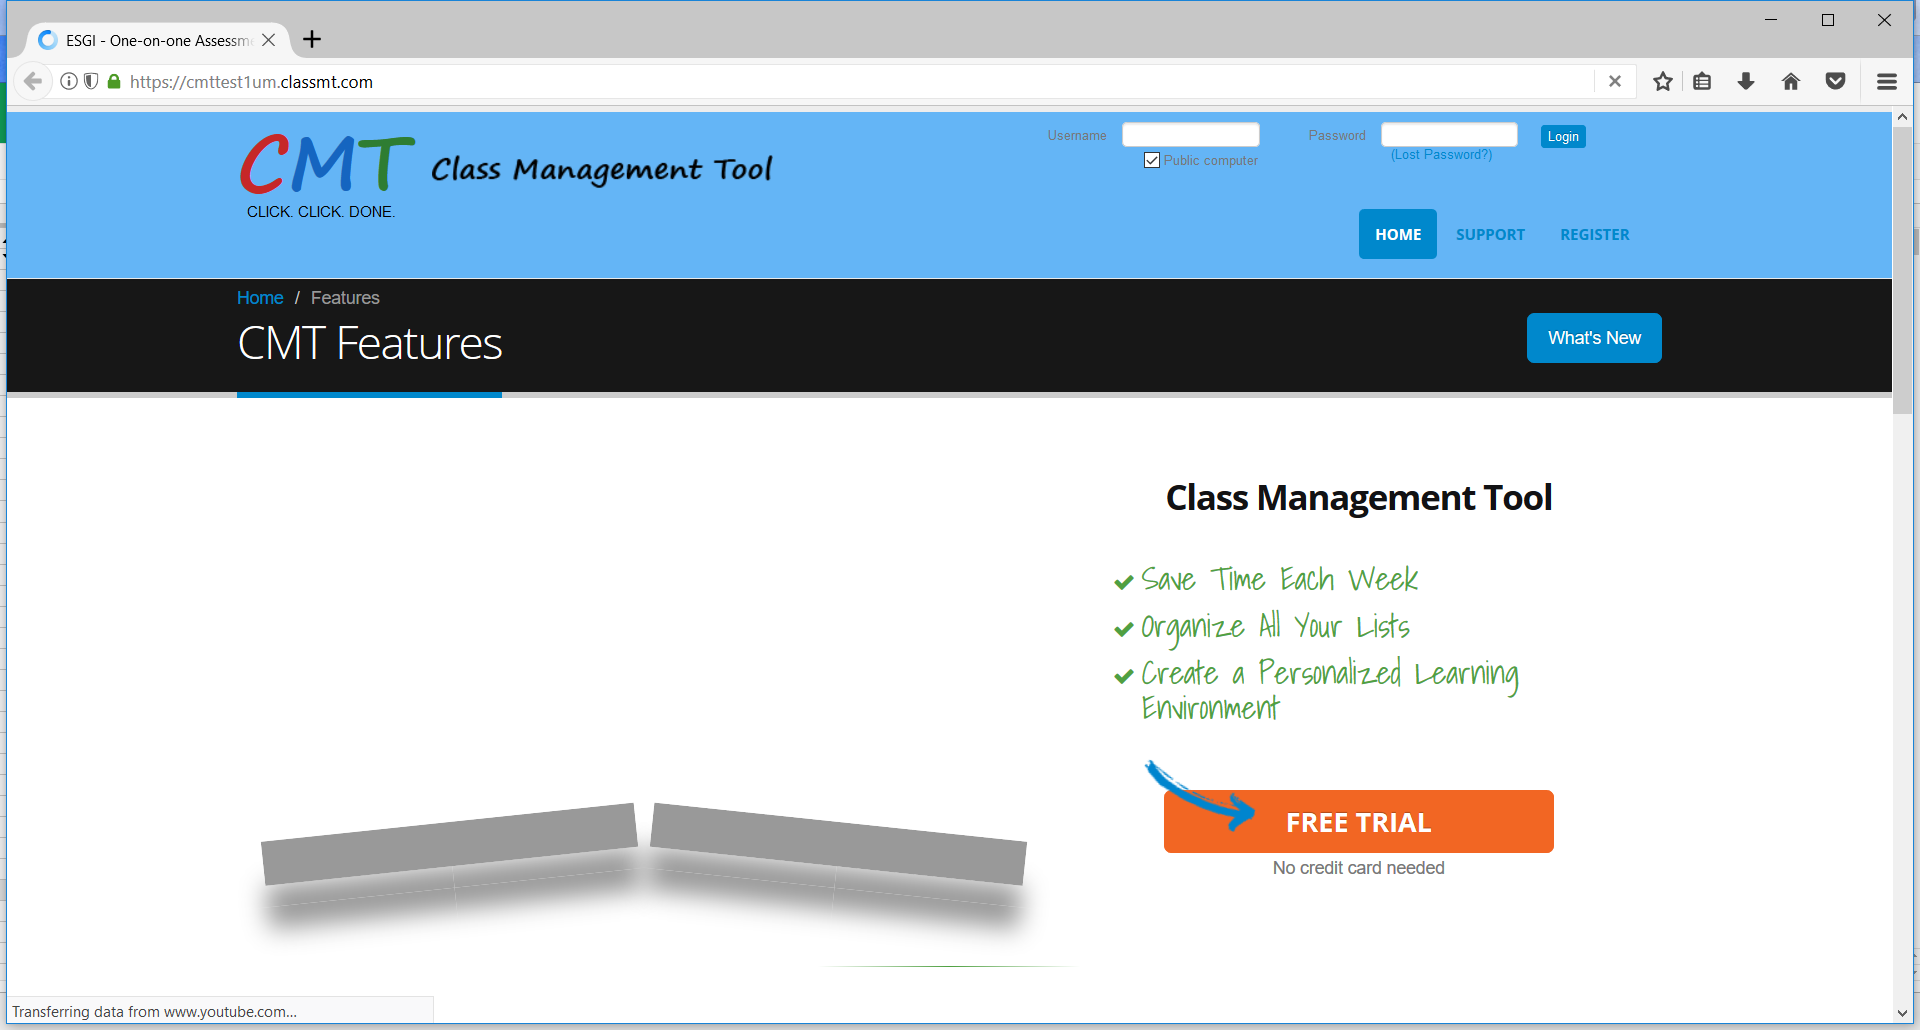 ESGI - One-on-one Assessm
https://cmttest1um.classmt.com
CMT Class Management Tool
CLICK. CLICK. DONE.
Username
Password
Login
Public computer
(Lost Password?)
HOME SUPPORT REGISTER
Home / Features
CMT Features
What's New
Class Management Tool
Save Time Each Week
Organize All Your Lists
Create a Personalized Learning
Environment
FREE TRIAL
No credit card needed
Transferring data from www.youtube.com...